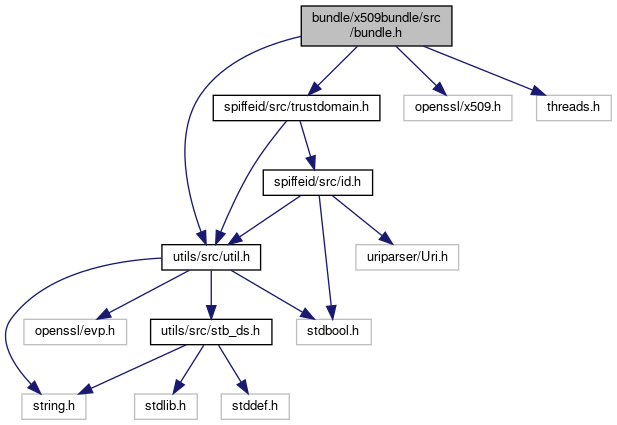 bundle/x509bundle/src
/bundle.h
spiffeid/src/trustdomain.h
openssl/x509.h
threads.h
spiffeid/src/id.h
utils/src/util.h
uriparser/Uri.h
openssl/evp.h
utils/src/stb_ds.h
stdbool.h
string.h
stdlib.h
stddef.h